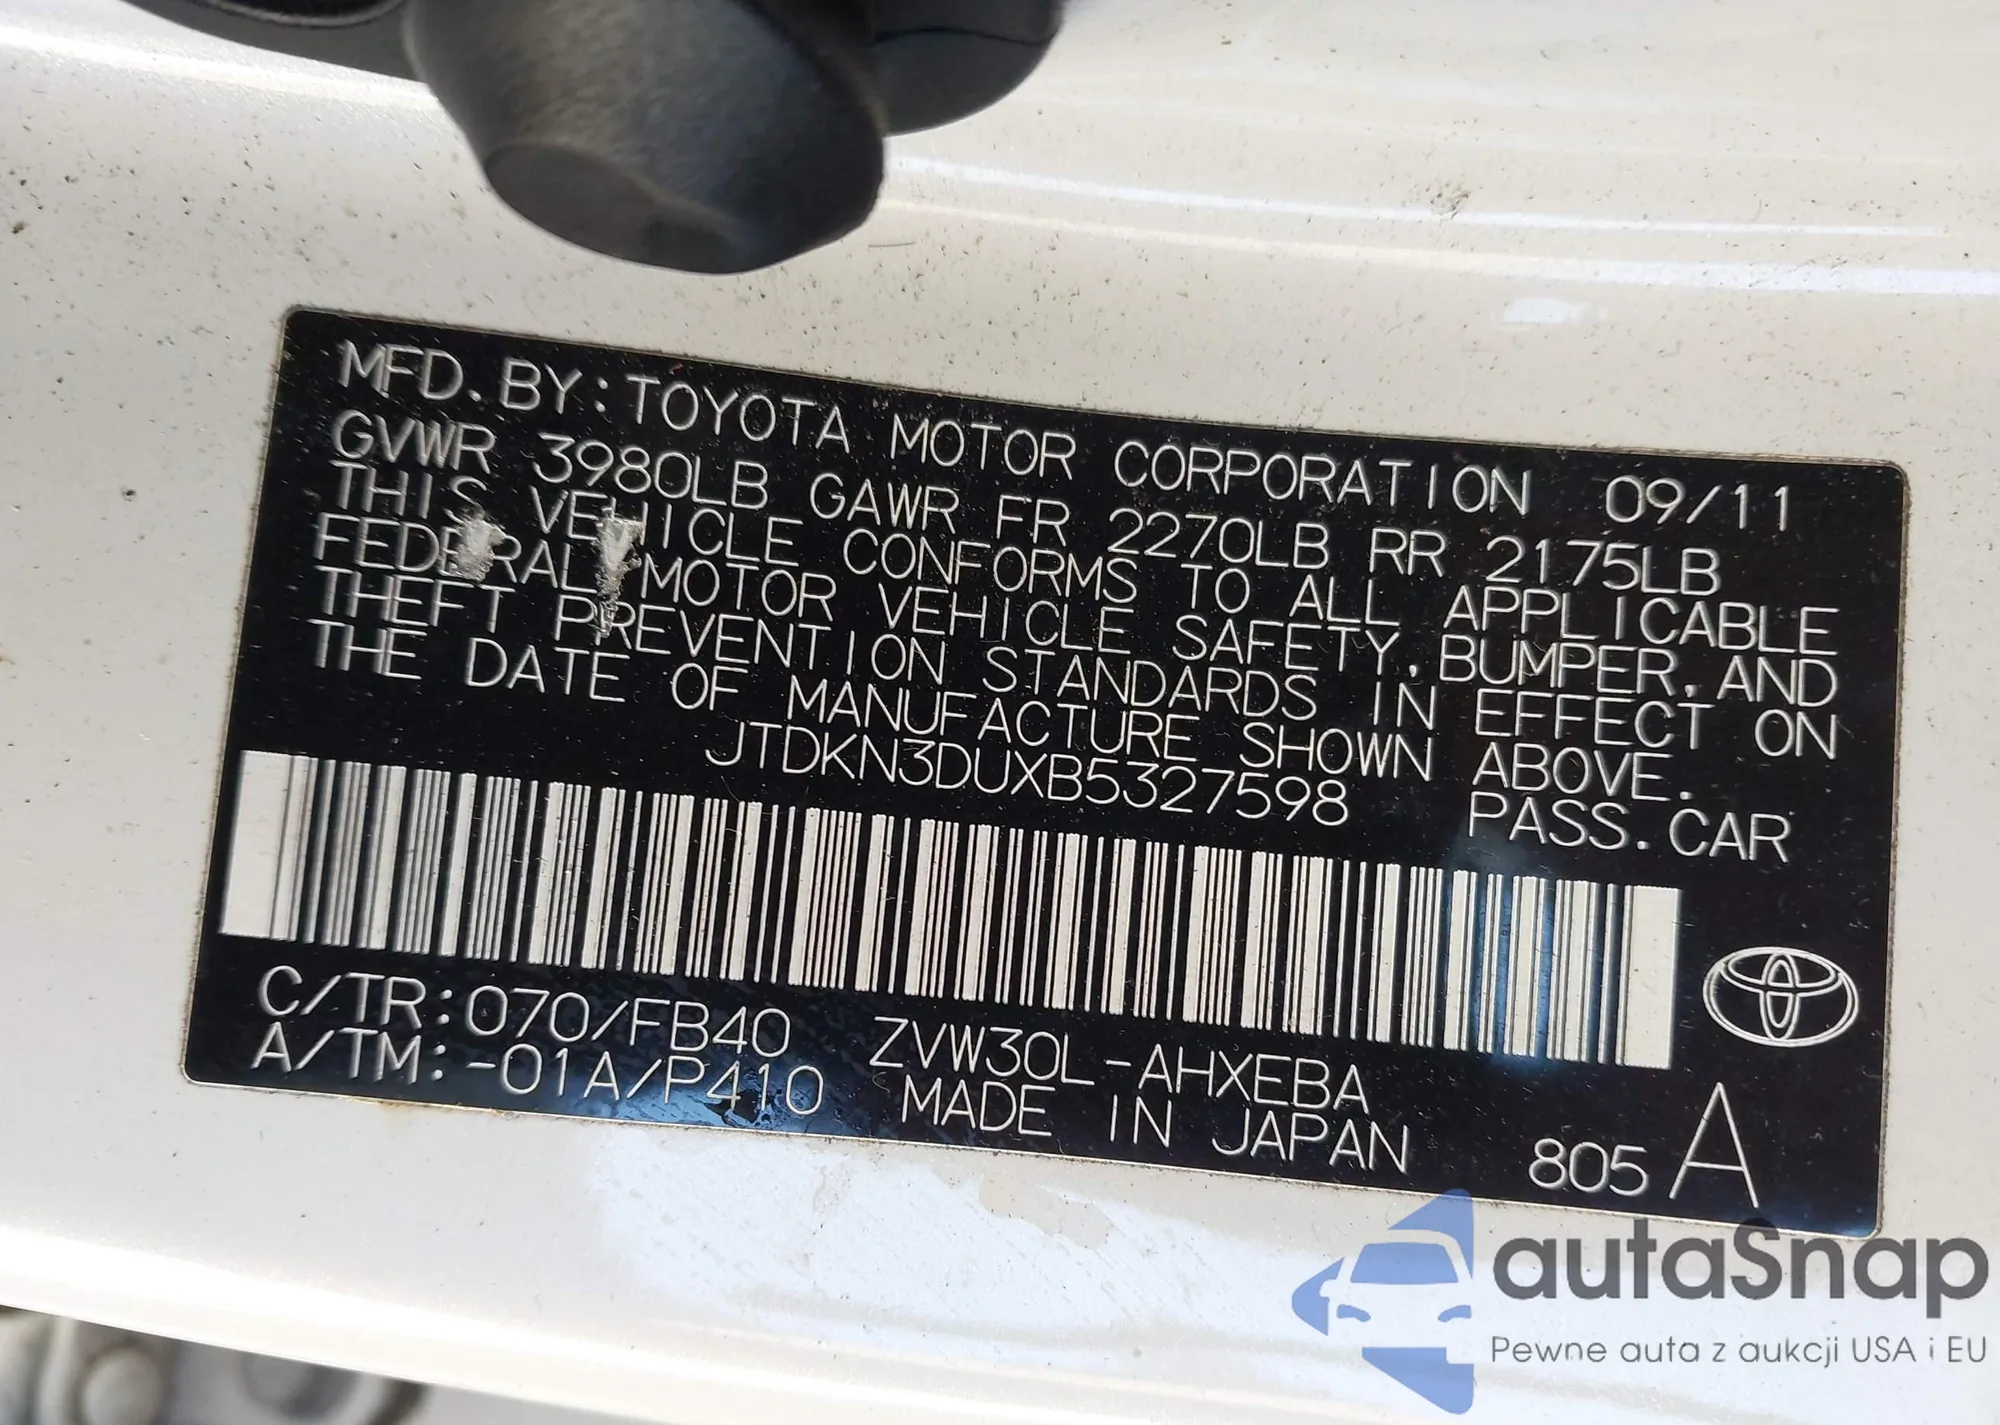 MFD. BY: TOYOTA MOTOR CORPORATION 09/11
GVWR 3980LB GAWR FR 2270LB RR 2175LB
THIS VEHICLE CONFORMS TO ALL APPLICABLE
FEDERAL MOTOR VEHICLE SAFETY, BUMPER, AND
THEFT PREVENTION STANDARDS IN EFFECT ON
THE DATE OF MANUFACTURE SHOWN ABOVE.
JTDKN3DUXB5327598 PASS. CAR
C/TR: 070/FB40 ZVW30L-AHXEBA
A/TM: -01A/P410 MADE IN JAPAN 805 A
autaSnap
Pewne auta z aukcji USA i EU